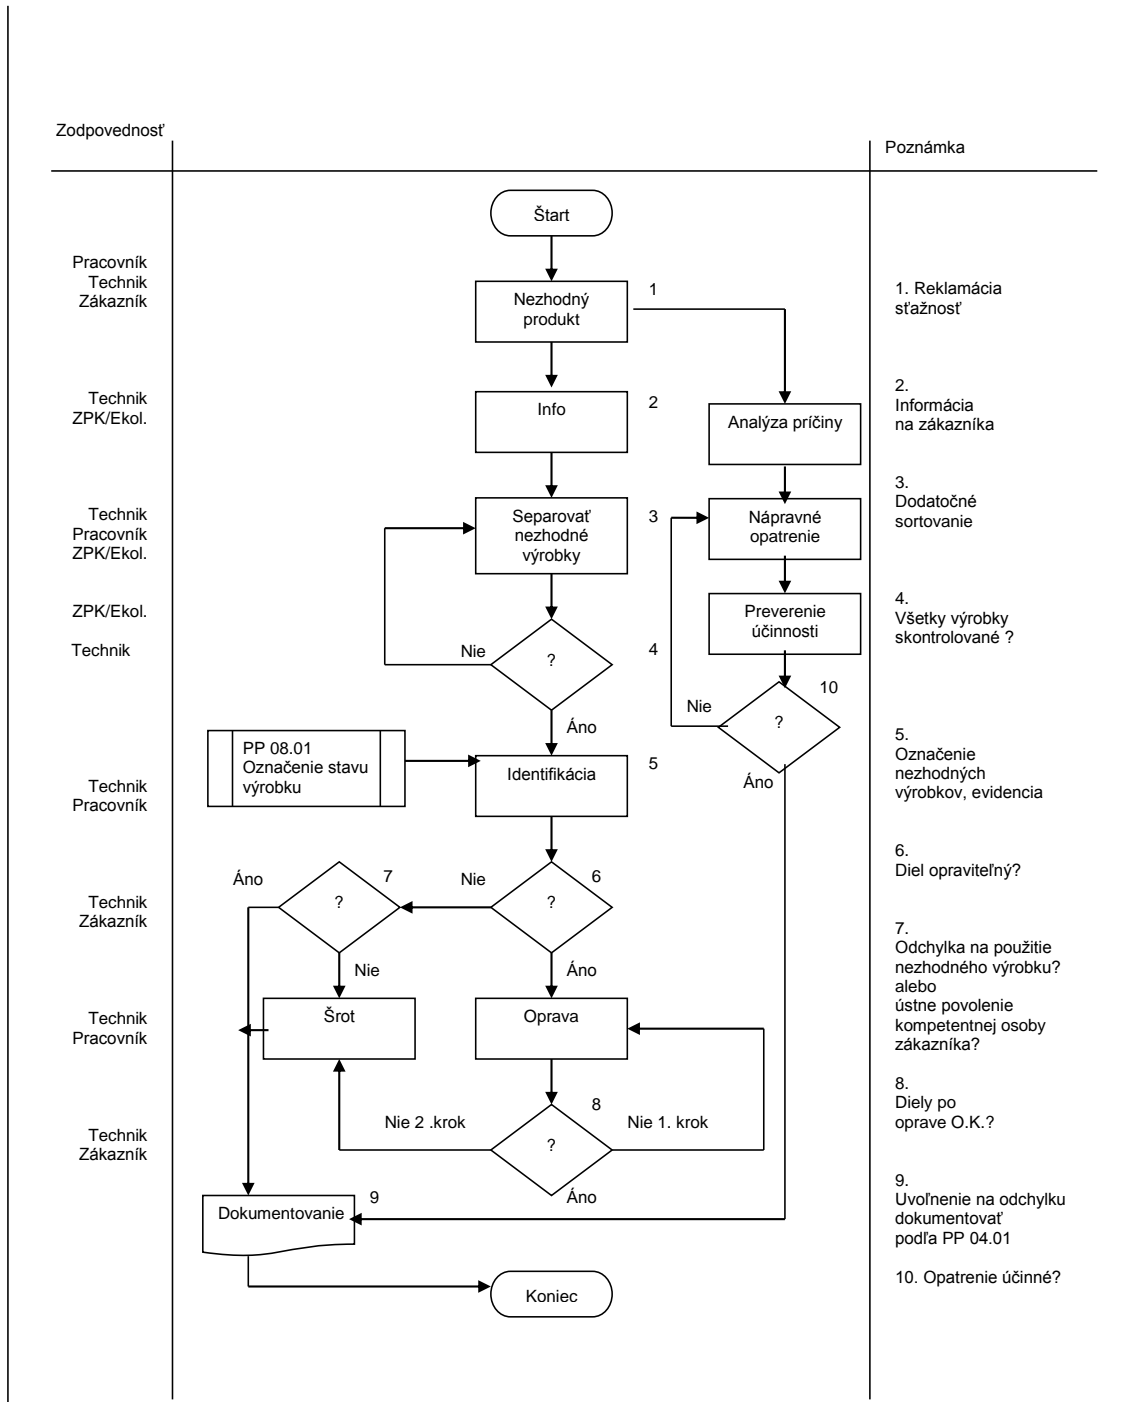 Zodpovednosť
Poznámka
Štart
Pracovník
Technik
Zákazník
Nezhodný
produkt
1
1. Reklamácia
sťažnosť
Technik
ZPK/Ekol.
Info
2
Analýza príčiny
2.
Informácia
na zákazníka
Technik
Pracovník
ZPK/Ekol.
Separovať
nezhodné
výrobky
3
Nápravné
opatrenie
3.
Dodatočné
sortovanie
ZPK/Ekol.
Technik
Nie
?
4
Preverenie
účinnosti
4.
Všetky výrobky
skontrolované ?
10
Nie
?
Áno
Áno
PP 08.01
Označenie stavu
výrobku
Identifikácia
5
5.
Označenie
nezhodných
výrobkov, evidencia
Technik
Pracovník
6.
Diel opraviteľný?
Áno
7
?
Nie
6
?
Technik
Zákazník
Nie
Áno
7.
Odchylka na použitie
nezhodného výrobku?
alebo
ústne povolenie
kompetentnej osoby
zákazníka?
Technik
Pracovník
Šrot
Oprava
8
Nie 2 .krok
?
Nie 1. krok
8.
Diely po
oprave O.K.?
Technik
Zákazník
Áno
Dokumentovanie
9
9.
Uvoľnenie na odchylku
dokumentovať
podľa PP 04.01
10. Opatrenie účinné?
Koniec